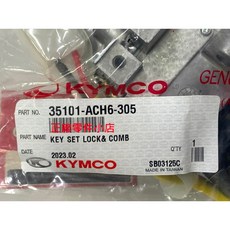 KYMCO
GEN
PART NO.
35101-ACH6-305
PART NAME
KEY SET LOCK& COMB
DATE
2023.02
Q'TY
1
KYMCO
SB03125C
MADE IN TAIWAN